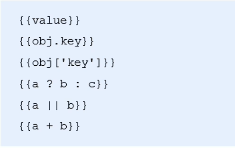 {{value}}
{{obj.key}}
{{obj['key']}}
{{a ? b : c}}
{{a || b}}
{{a + b}}